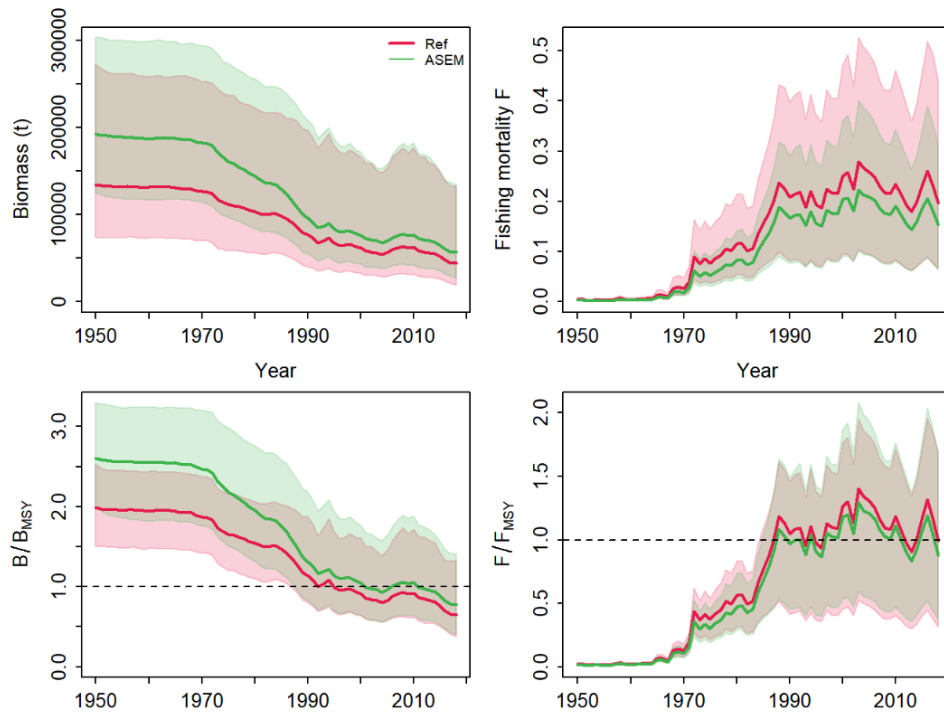 Biomass (t)
0 50000 100000 200000 300000
Ref
ASEM
1950 1970 1990 2010
Year
Fishing mortality F
0.0 0.1 0.2 0.3 0.4 0.5
1950 1970 1990 2010
Year
B/BMSY
0.0 1.0 2.0 3.0
1950 1970 1990 2010
F/FMSY
0.0 0.5 1.0 1.5 2.0
1950 1970 1990 2010